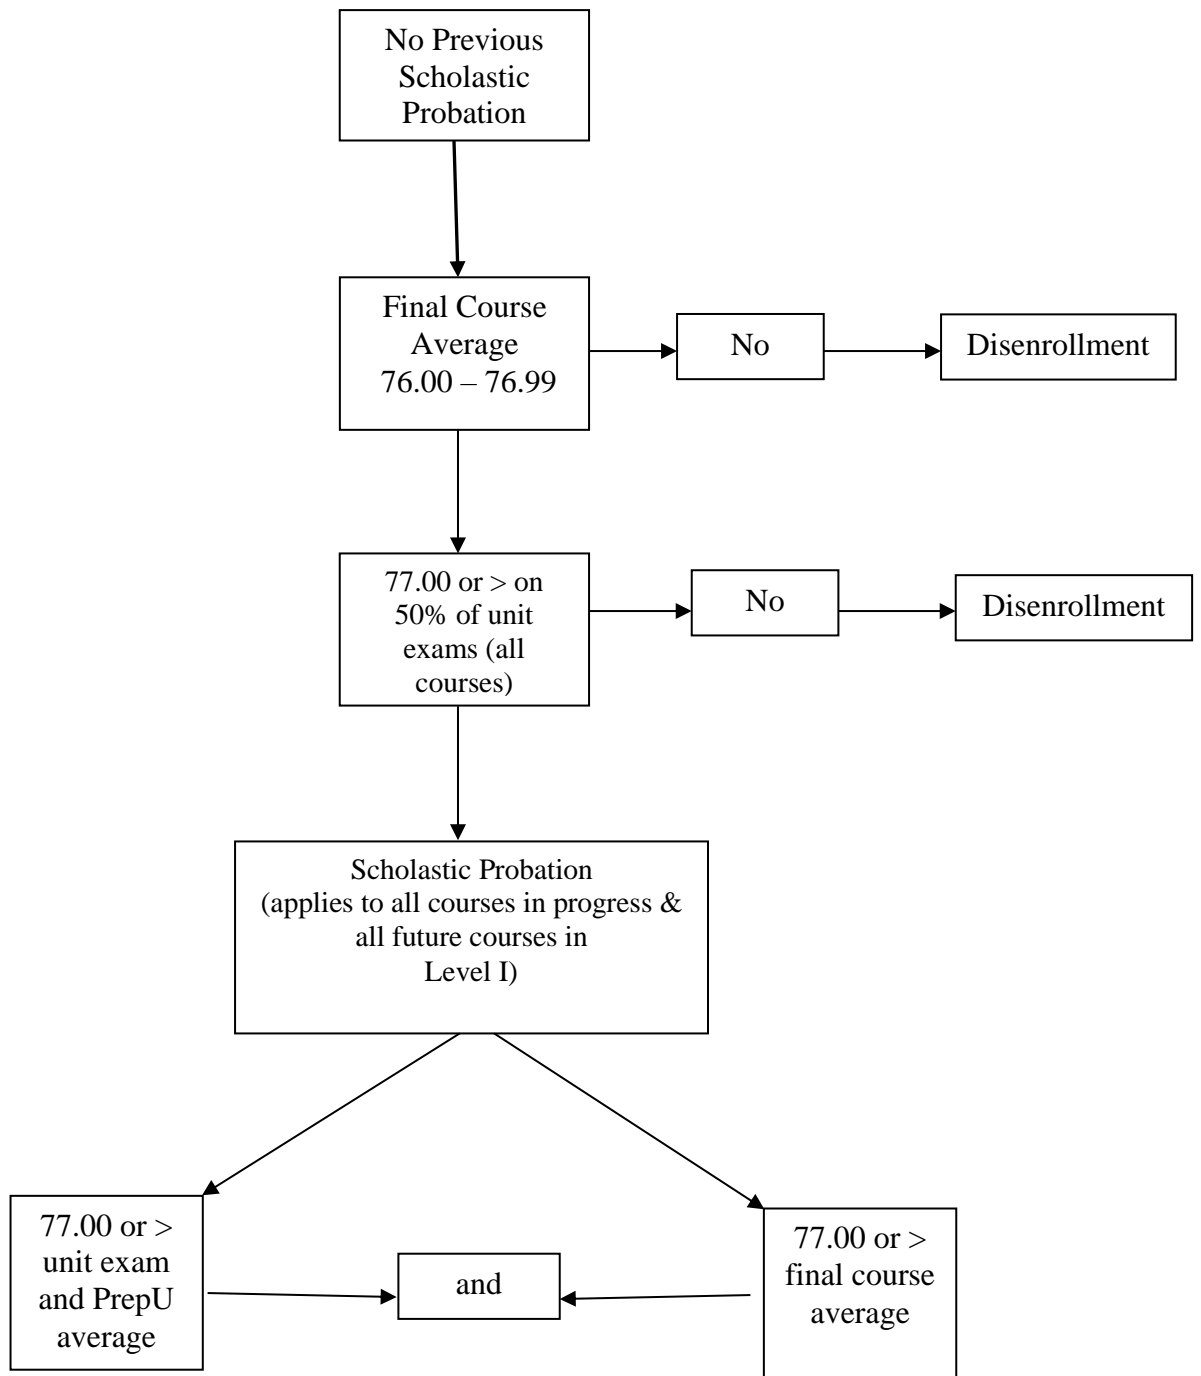 No Previous
Scholastic
Probation
Final Course
Average
76.00 – 76.99
No
Disenrollment
77.00 or > on
50% of unit
exams (all
courses)
No
Disenrollment
Scholastic Probation
(applies to all courses in progress &
all future courses in
Level I)
77.00 or >
unit exam
and PrepU
average
and
77.00 or >
final course
average